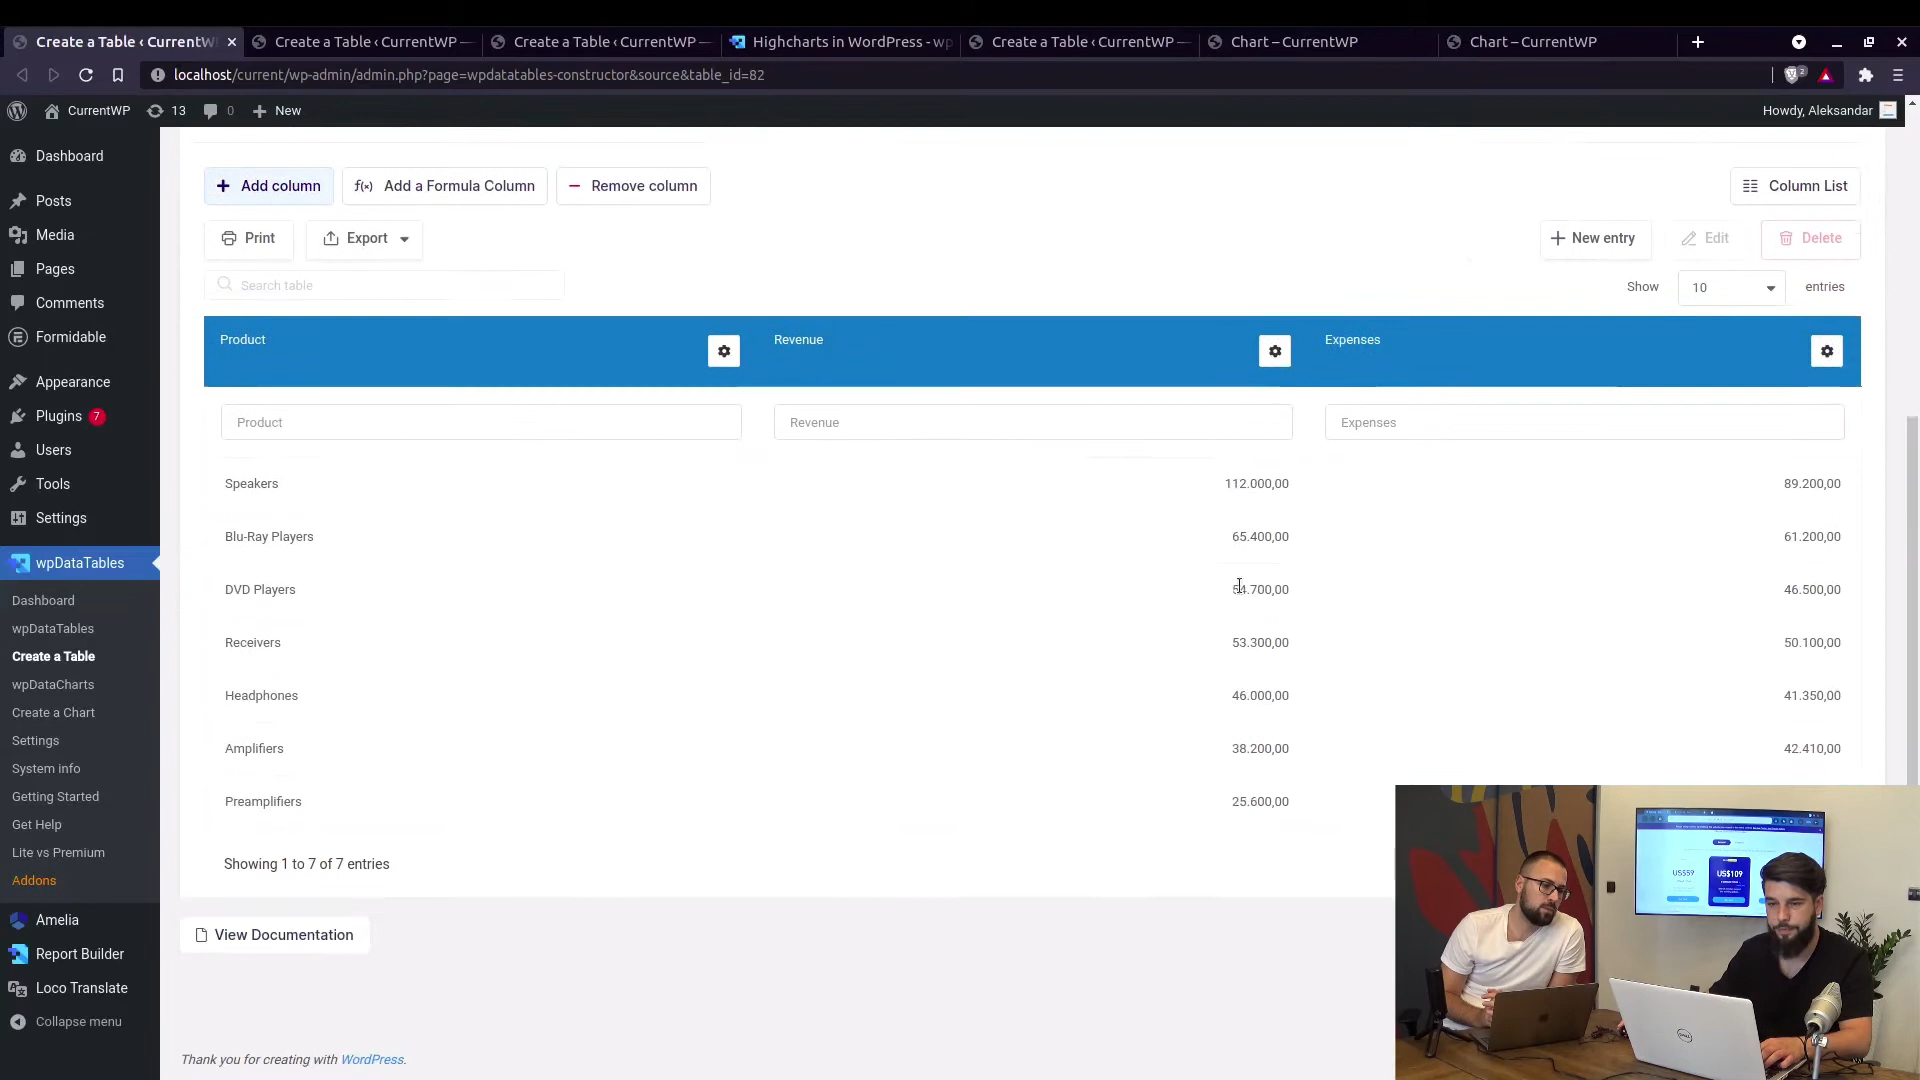 Create a Table ‹ CurrentW
Create a Table ‹ CurrentWP —
Create a Table ‹ CurrentWP —
Highcharts in WordPress - wp
Create a Table ‹ CurrentWP —
Chart – CurrentWP
Chart – CurrentWP
localhost/current/wp-admin/admin.php?page=wpdatatables-constructor&source&table_id=82
2
CurrentWP
13
0
New
Howdy, Aleksandar
Dashboard
Posts
Media
Pages
Comments
Formidable
Appearance
Plugins 7
Users
Tools
Settings
wpDataTables
Dashboard
wpDataTables
Create a Table
wpDataCharts
Create a Chart
Settings
System info
Getting Started
Get Help
Lite vs Premium
Addons
Amelia
Report Builder
Loco Translate
Collapse menu
Add column
f(x) Add a Formula Column
Remove column
Column List
Print
Export
New entry
Edit
Delete
Search table
Show 10 entries
Product Revenue Expenses
Product Revenue Expenses
Speakers 112.000,00 89.200,00
Blu-Ray Players 65.400,00 61.200,00
DVD Players 54.700,00 46.500,00
Receivers 53.300,00 50.100,00
Headphones 46.000,00 41.350,00
Amplifiers 38.200,00 42.410,00
Preamplifiers 25.600,00
Showing 1 to 7 of 7 entries
View Documentation
Thank you for creating with WordPress.
US$59
US$109
DELL